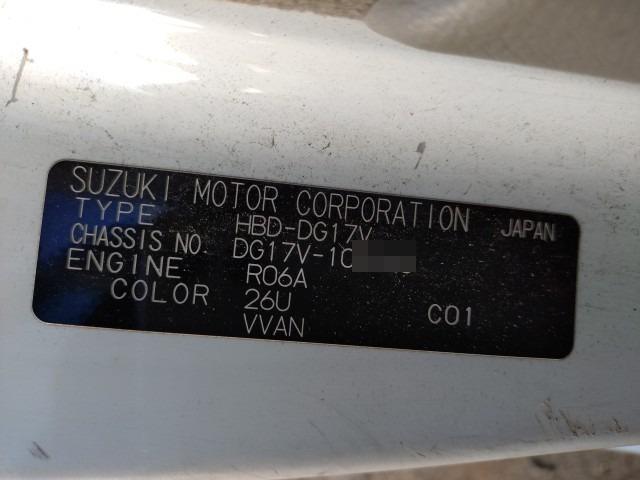 SUZUKI MOTOR CORPORATION JAPAN
TYPE HBD-DG17V
CHASSIS NO. DG17V-10
ENGINE R06A
COLOR 26U C01
VVAN